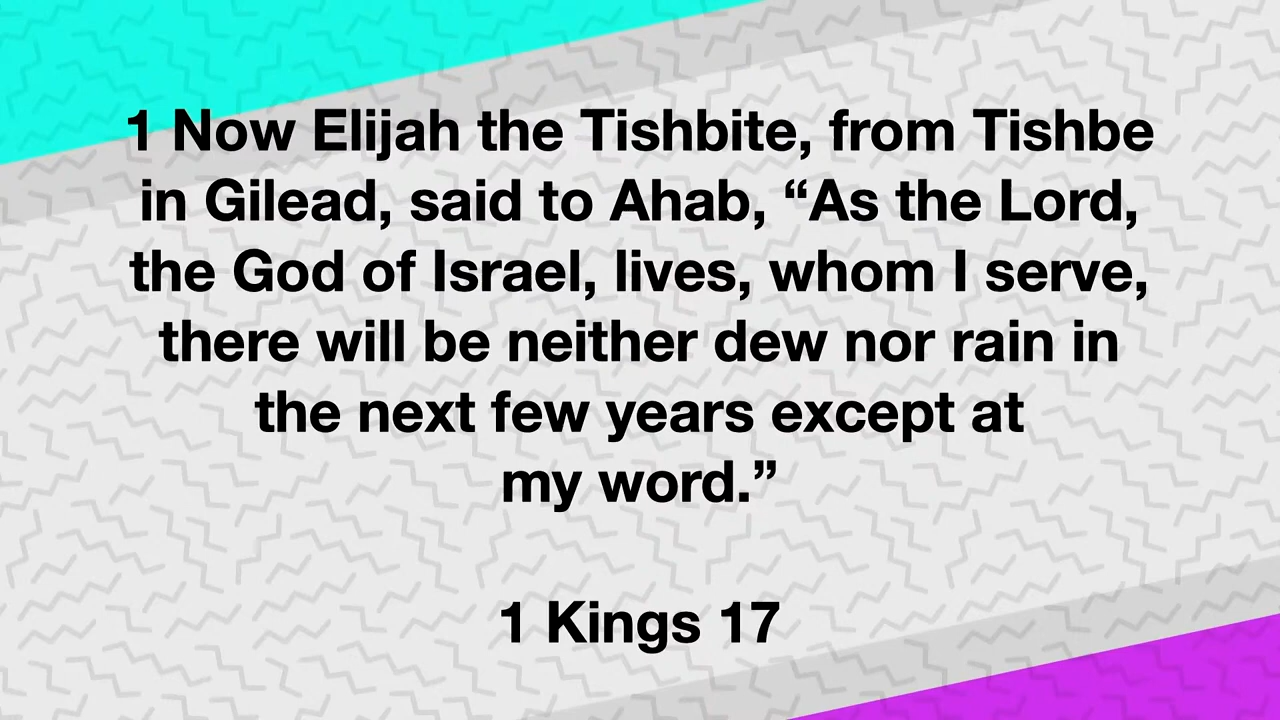 1 Now Elijah the Tishbite, from Tishbe
in Gilead, said to Ahab, “As the Lord,
the God of Israel, lives, whom I serve,
there will be neither dew nor rain in
the next few years except at
my word.”
1 Kings 17